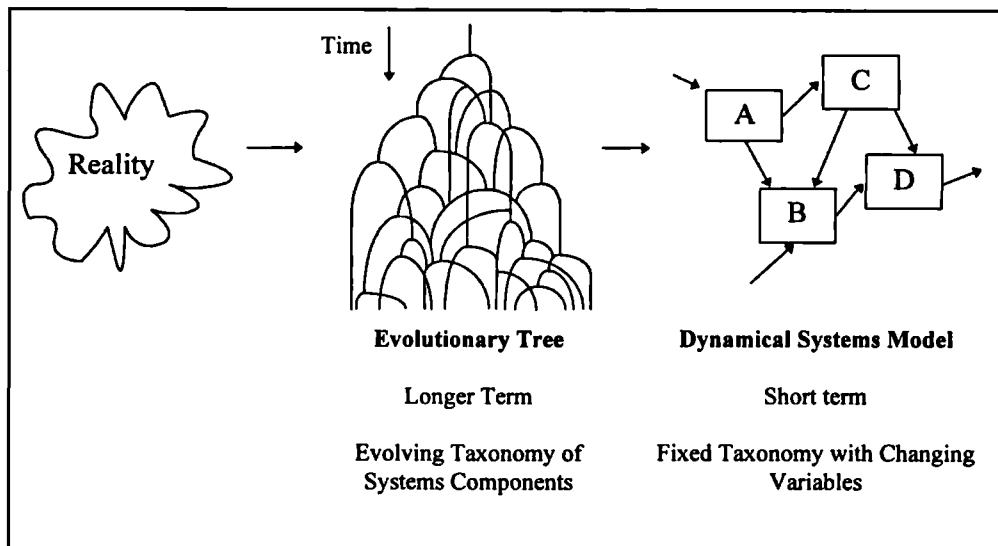 Time
Reality
A
C
B
D
Evolutionary Tree
Dynamical Systems Model
Longer Term
Short term
Evolving Taxonomy of
Systems Components
Fixed Taxonomy with Changing
Variables